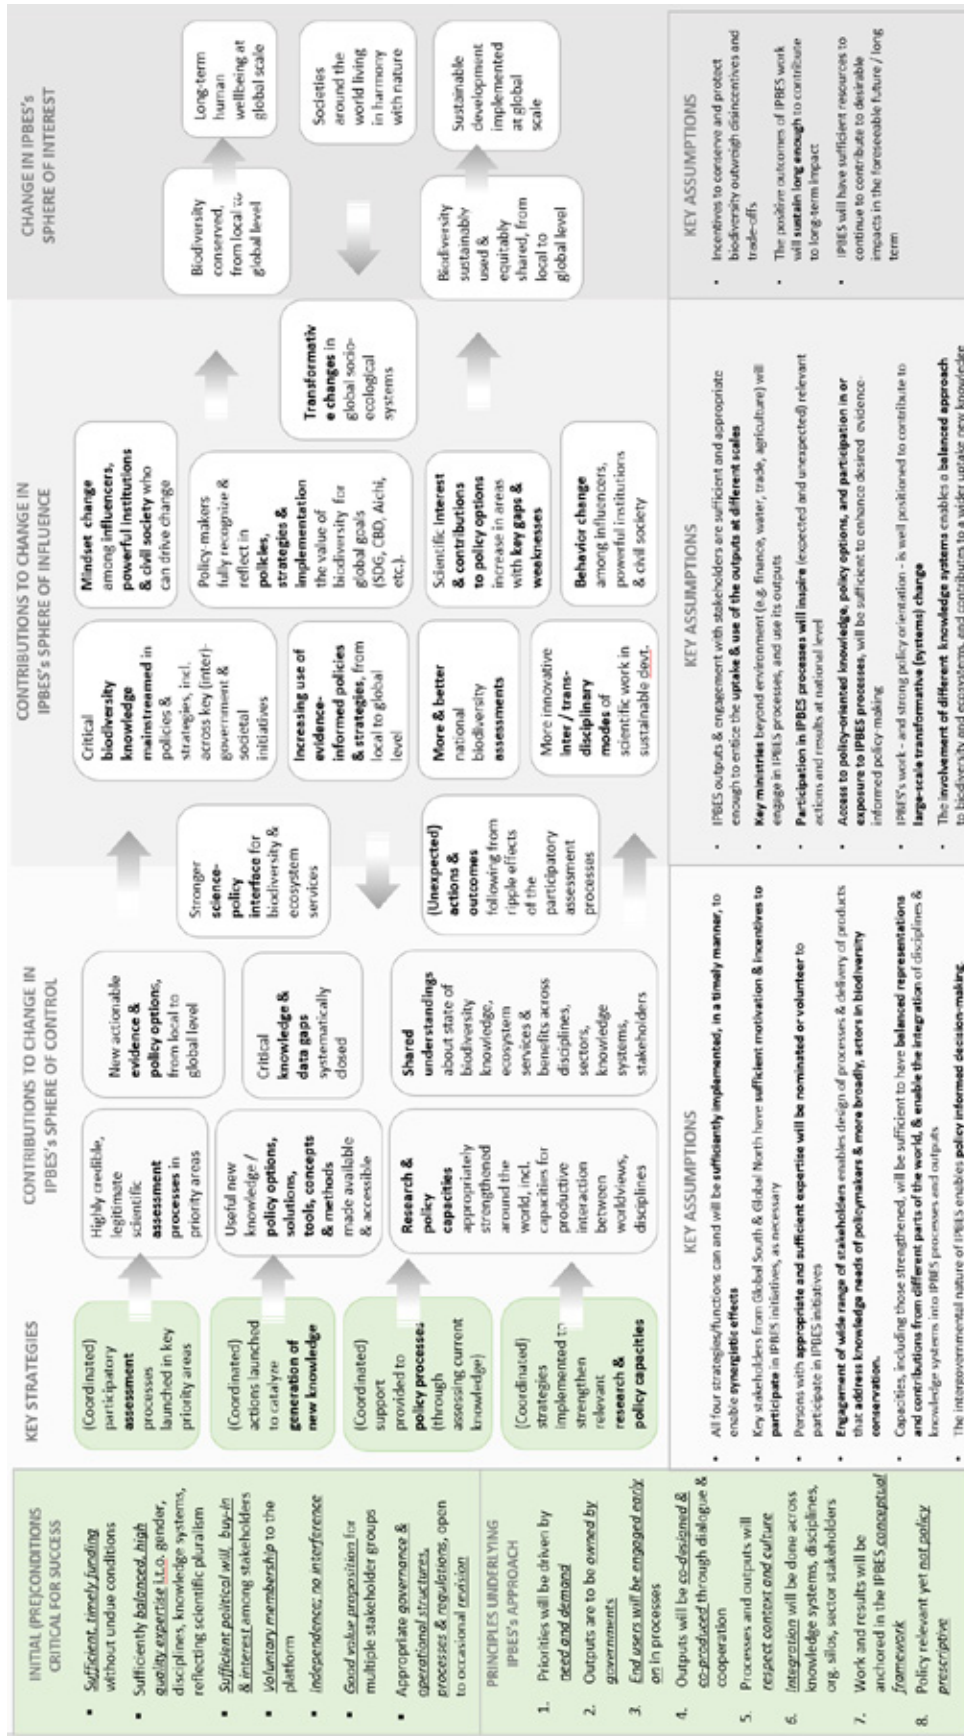 INITIAL (PRE)CONDITIONS
CRITICAL FOR SUCCESS
▪ Sufficient, timely funding
without undue conditions
▪ Sufficiently balanced, high
quality expertise i.t.o. gender,
disciplines, knowledge systems,
reflecting scientific pluralism
▪ Sufficient political will, buy-in
& interest among stakeholders
▪ Voluntary membership to the
platform
▪ Independence; no interference
▪ Good value proposition for
multiple stakeholder groups
▪ Appropriate governance &
operational structures,
processes & regulations, open
to occasional revision
PRINCIPLES UNDERLYING
IPBES's APPROACH
1. Priorities will be driven by
need and demand
2. Outputs are to be owned by
governments
3. End users will be engaged early
on in processes
4. Outputs will be co-designed &
co-produced through dialogue &
cooperation
5. Processes and outputs will
respect context and culture
6. Integration will be done across
knowledge systems, disciplines,
org. silos, sector stakeholders
7. Work and results will be
anchored in the IPBES conceptual
framework
8. Policy relevant yet not policy
prescriptive
KEY STRATEGIES
(Coordinated)
participatory
assessment
processes
launched in key
priority areas
(Coordinated)
actions launched
to catalyze
generation of
new knowledge
(Coordinated)
support
provided to
policy processes
(through
assessing current
knowledge)
(Coordinated)
strategies
implemented to
strengthen
relevant
research &
policy capacities
CONTRIBUTIONS TO CHANGE IN
IPBES's SPHERE OF CONTROL
Highly credible,
legitimate
scientific
assessment
processes in
priority areas
Useful new
knowledge /
policy options,
solutions,
tools, concepts
& methods
made available
& accessible
Research &
policy
capacities
appropriately
strengthened
around the
world, incl.
capacities for
productive
interaction
between
worldviews,
disciplines
New actionable
evidence &
policy options,
from local to
global level
Critical
knowledge &
data gaps
systematically
closed
Shared
understandings
about state of
biodiversity
knowledge,
ecosystem
services &
benefits across
disciplines,
sectors,
knowledge
systems,
stakeholders
Stronger
science-
policy
interface for
biodiversity &
ecosystem
services
(Unexpected)
actions &
outcomes
following from
ripple effects
of the
participatory
assessment
processes
CONTRIBUTIONS TO CHANGE IN
IPBES's SPHERE OF INFLUENCE
Critical
biodiversity
knowledge
mainstreamed in
policies &
strategies, incl.
across key (inter)-
government &
societal
initiatives
Increasing use of
evidence-
informed policies
& strategies, from
local to global
level
More & better
national
biodiversity
assessments
More innovative
inter / trans-
disciplinary
modes of
scientific work in
sustainable devt.
Mindset change
among influencers,
powerful institutions
& civil society who
can drive change
Policy-makers
fully recognize &
reflect in
policies,
strategies &
implementation
the value of
biodiversity for
global goals
(SDG, CBD, Aichi,
etc.).
Scientific interest
& contributions
to policy options
increase in areas
with key gaps &
weaknesses
Behavior change
among influencers,
powerful institutions
& civil society
Transformativ
e changes in
global socio-
ecological
systems
CHANGE IN IPBES's
SPHERE OF INTEREST
Biodiversity
conserved,
from local to
global level
Biodiversity
sustainably
used &
equitably
shared, from
local to
global level
Long-term
human
wellbeing at
global scale
Societies
around the
world living
in harmony
with nature
Sustainable
development
implemented
at global
scale
KEY ASSUMPTIONS
▪ All four strategies/functions can and will be sufficiently implemented, in a timely manner, to
enable synergistic effects
▪ Key stakeholders from Global South & Global North have sufficient motivation & incentives to
participate in IPBES initiatives, as necessary
▪ Persons with appropriate and sufficient expertise will be nominated or volunteer to
participate in IPBES initiatives
▪ Engagement of wide range of stakeholders enables design of processes & delivery of products
that address knowledge needs of policymakers & more broadly, actors in biodiversity
conservation.
▪ Capacities, including those strengthened, will be sufficient to have balanced representations
and contributions from different parts of the world, & enable the integration of disciplines &
knowledge systems into IPBES processes and outputs
▪ The intergovernmental nature of IPBES enables policy informed decision-making.
KEY ASSUMPTIONS
▪ IPBES outputs & engagement with stakeholders are sufficient and appropriate
enough to entice the uptake & use of the outputs at different scales
▪ Key ministries beyond environment (e.g. finance, water, trade, agriculture) will
engage in IPBES processes, and use its outputs
▪ Participation in IPBES processes will inspire (expected and unexpected) relevant
actions and results at national level
▪ Access to policy-oriented knowledge, policy options, and participation in or
exposure to IPBES processes, will be sufficient to enhance desired evidence-
informed policy-making
▪ IPBES's work - and strong policy orientation - is well positioned to contribute to
large-scale transformative (systems) change
▪ The involvement of different knowledge systems enables a balanced approach
to biodiversity and ecosystems, and contributes to a wider uptake new knowledge
KEY ASSUMPTIONS
▪ Incentives to conserve and protect
biodiversity outweigh disincentives and
trade-offs
▪ The positive outcomes of IPBES work
will sustain long enough to contribute
to long-term impact
▪ IPBES will have sufficient resources to
continue to contribute to desirable
impacts in the foreseeable future / long
term